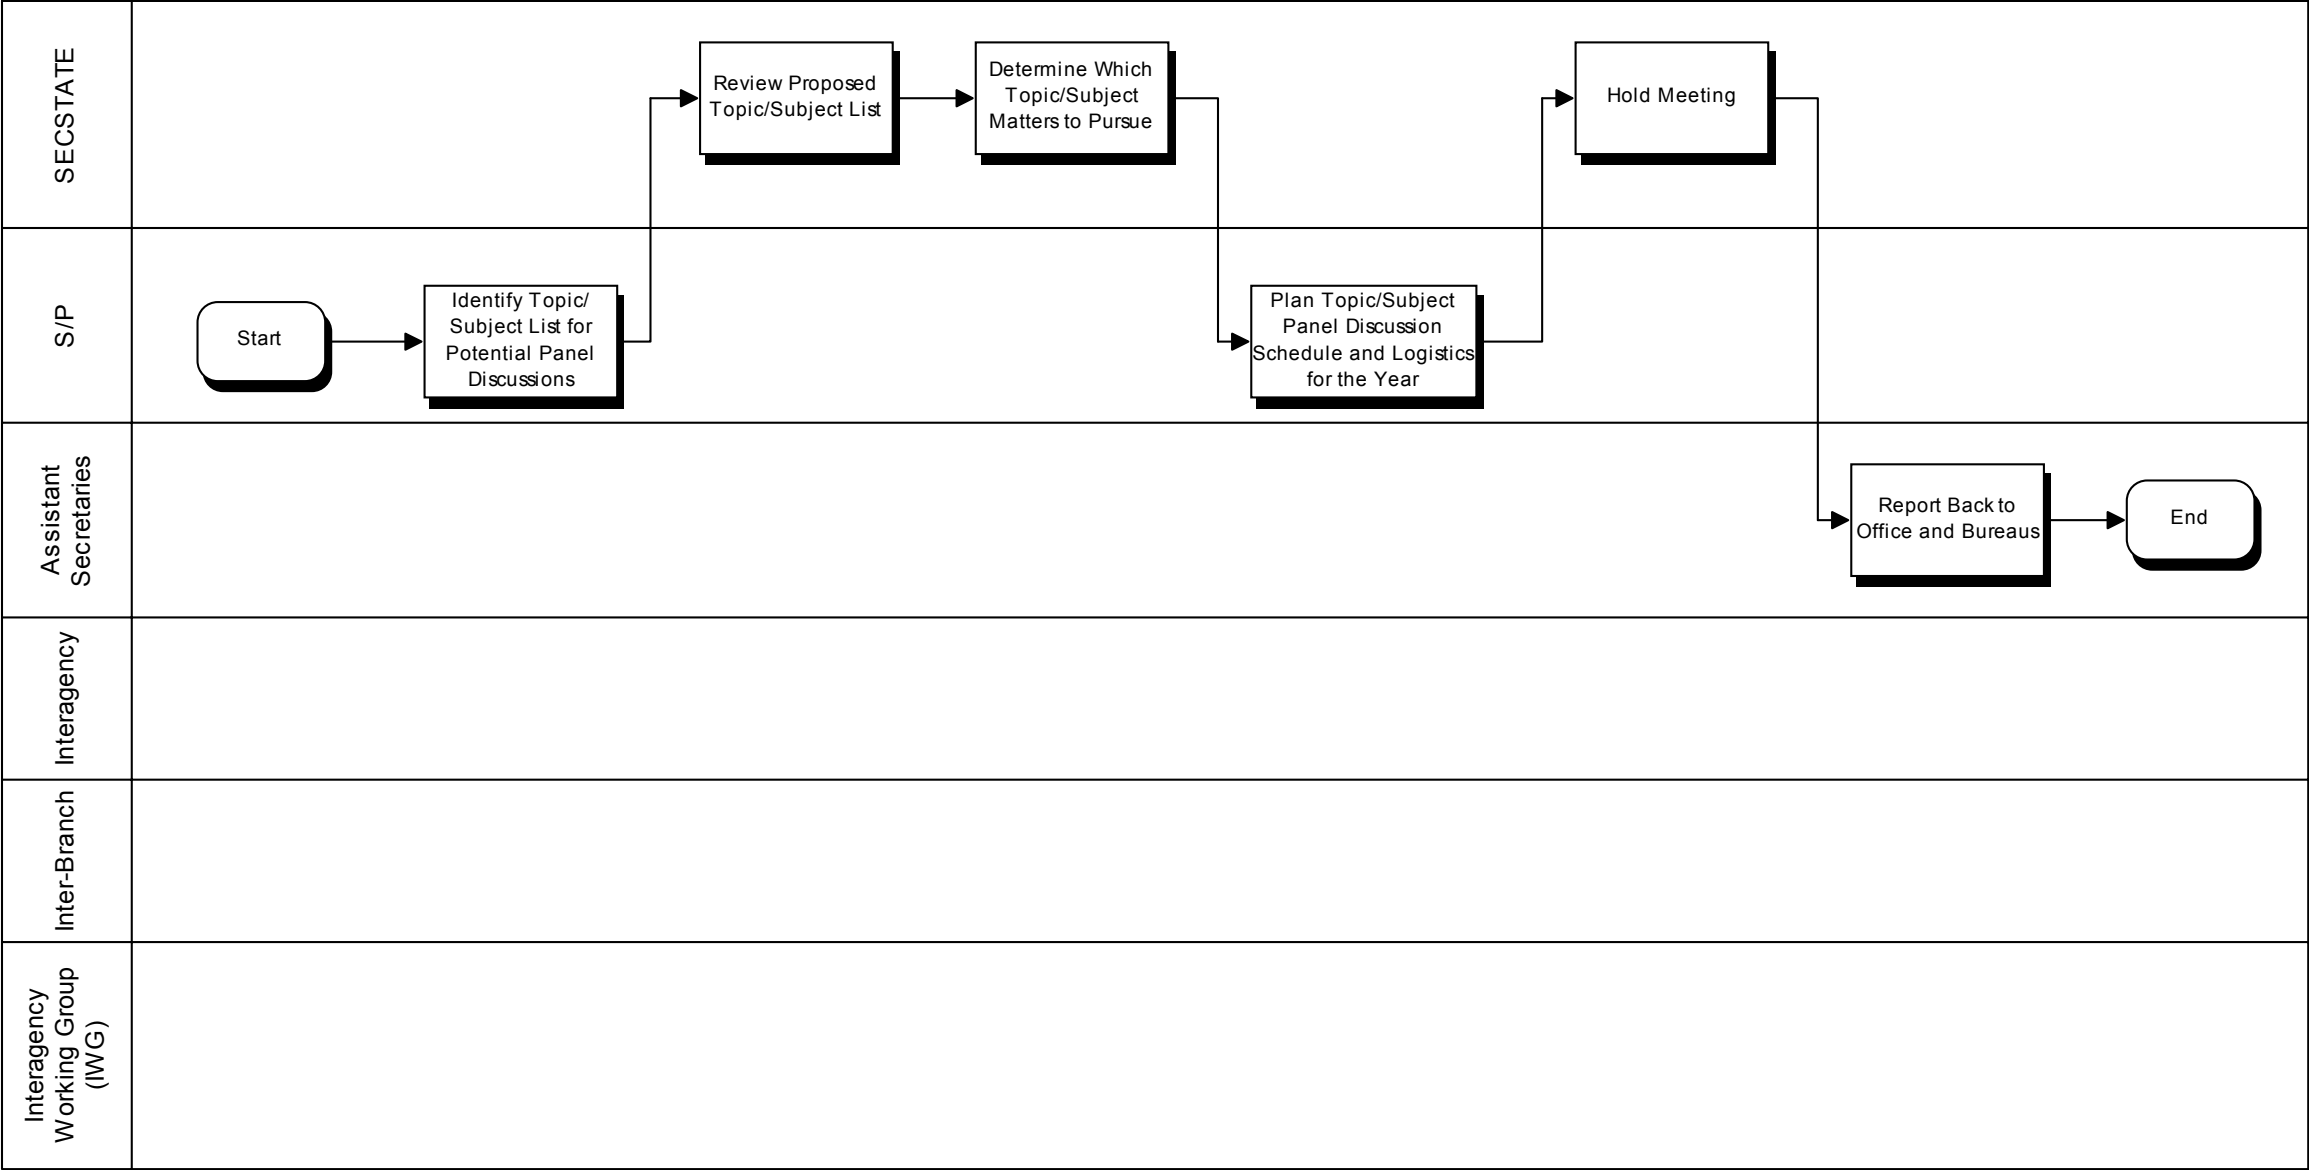 SECSTATE
Review Proposed
Topic/Subject List
Determine Which
Topic/Subject
Matters to Pursue
Hold Meeting
S/P
Start
Identify Topic/
Subject List for
Potential Panel
Discussions
Plan Topic/Subject
Panel Discussion
Schedule and Logistics
for the Year
Assistant
Secretaries
Report Back to
Office and Bureaus
End
Interagency
Inter-Branch
Interagency
Working Group
(IWG)